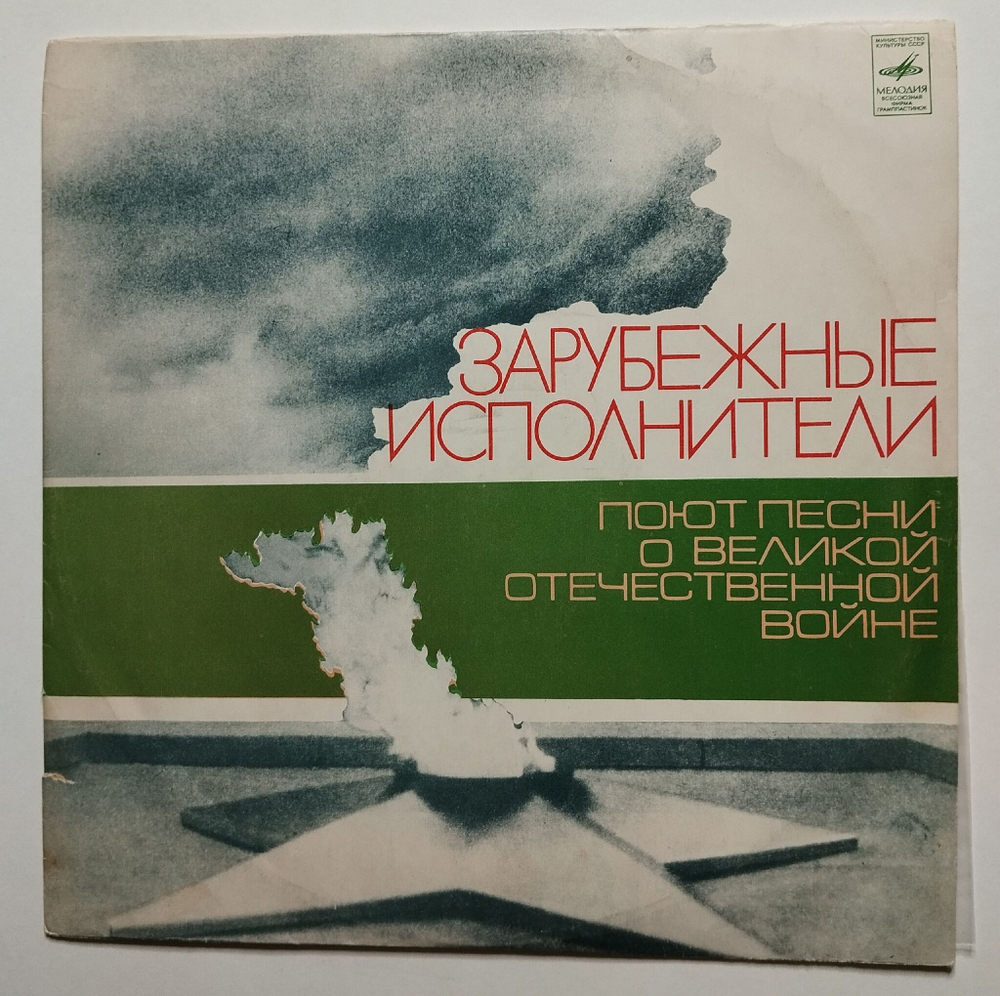 МИНИСТЕРСТВО
КУЛЬТУРЫ СССР
МЕЛОДИЯ
ВСЕСОЮЗНАЯ
ФИРМА
ГРАМПЛАСТИНОК
ЗАРУБЕЖНЫЕ
ИСПОЛНИТЕЛИ
ПОЮТ ПЕСНИ
О ВЕЛИКОЙ
ОТЕЧЕСТВЕННОЙ
ВОЙНЕ